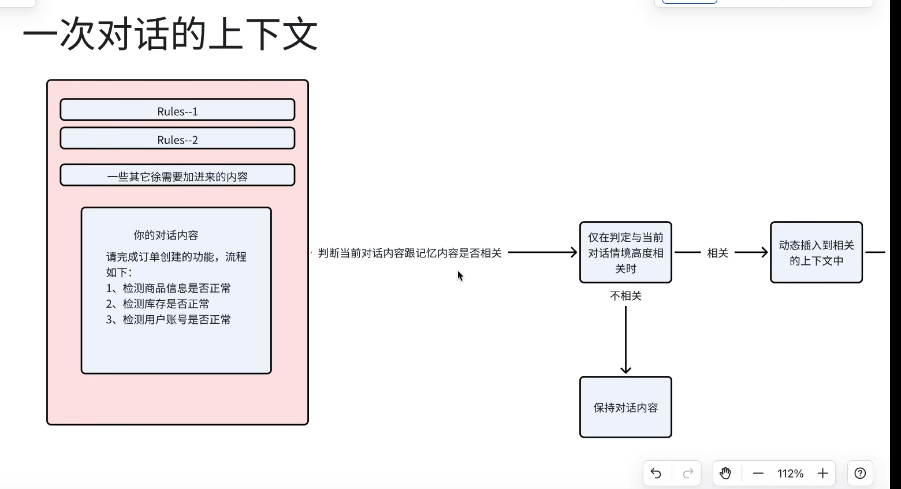 一次对话的上下文
Rules--1
Rules--2
一些其它徐需要加进来的内容
你的对话内容
请完成订单创建的功能，流程
如下：
1、检测商品信息是否正常
2、检测库存是否正常
3、检测用户账号是否正常
判断当前对话内容跟记忆内容是否相关
仅在判定与当前
对话情境高度相
关时
相关
动态插入到相关
的上下文中
不相关
保持对话内容
112%